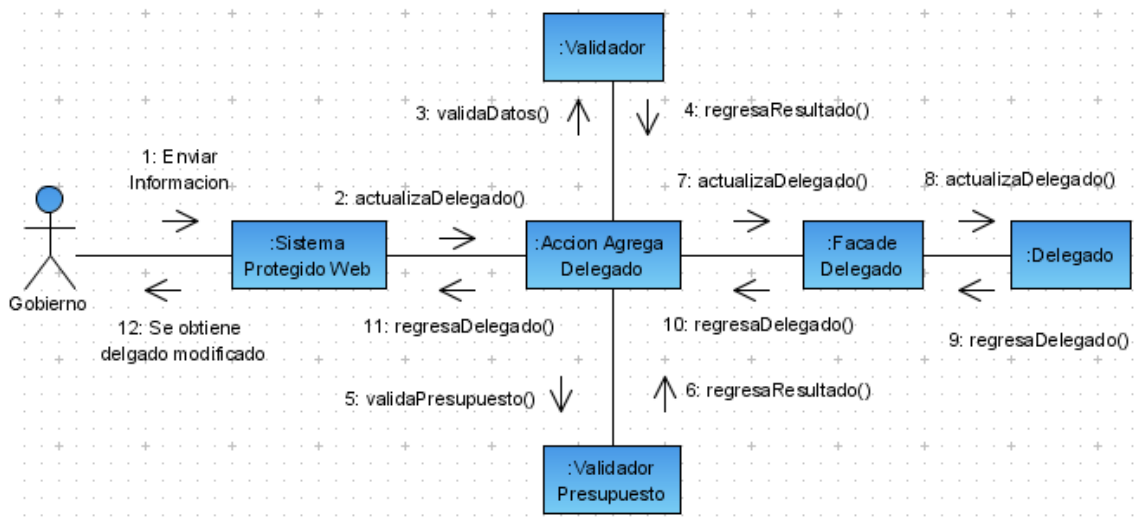 :Validador
3: validaDatos()
4: regresaResultado()
1: Enviar
Informacion
2: actualizaDelegado()
7: actualizaDelegado()
8: actualizaDelegado()
:Sistema
Protegido Web
:Accion Agrega
Delegado
:Facade
Delegado
:Delegado
Gobierno
12: Se obtiene
delgado modificado
11: regresaDelegado()
10: regresaDelegado()
9: regresaDelegado()
5: validaPresupuesto()
6: regresaResultado()
:Validador
Presupuesto